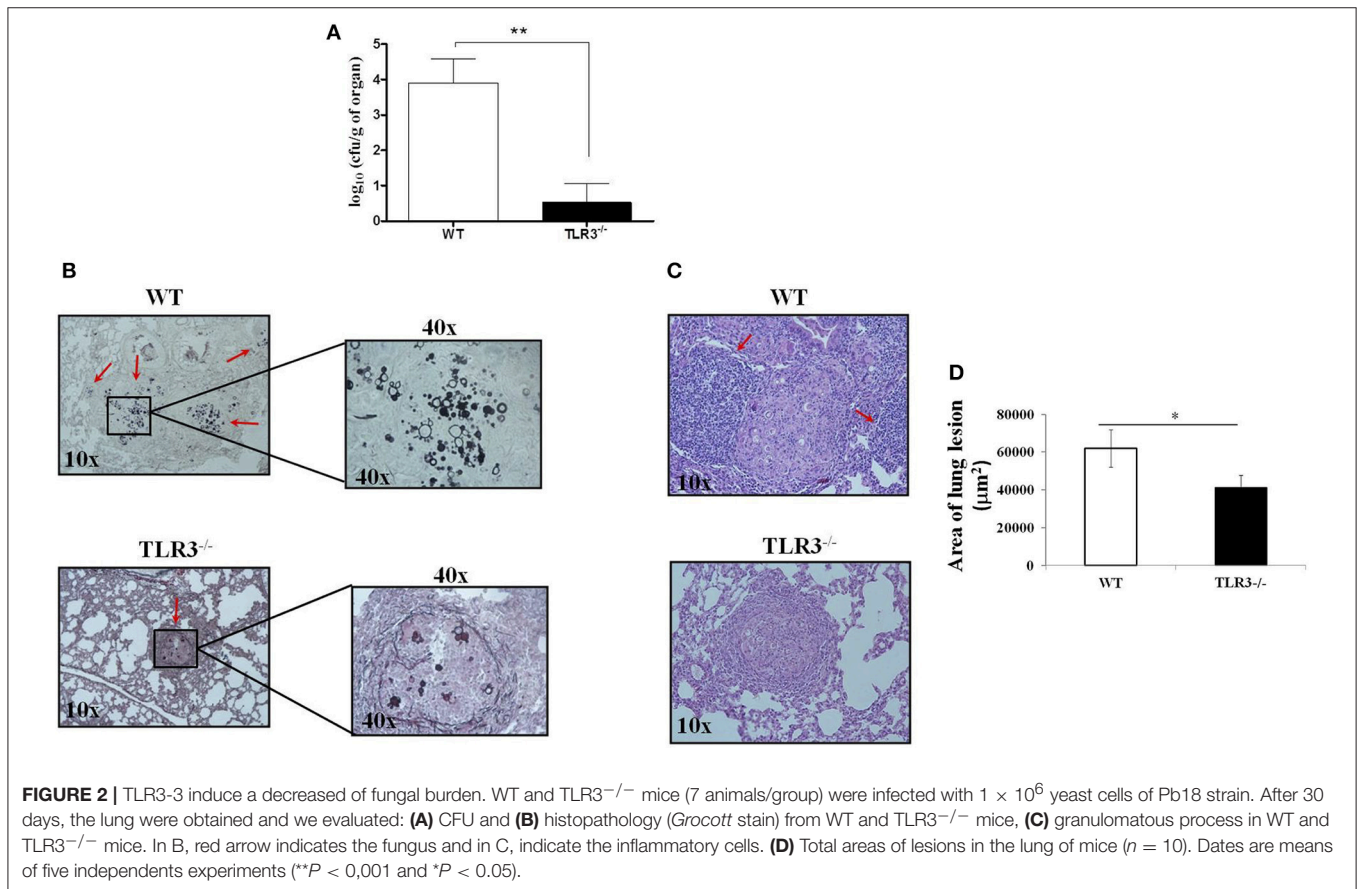 A
**
5
4
3
2
1
0
log₁₀ (cfu/g of organ)
WT
TLR3⁻/⁻
B
WT
10x
40x
40x
TLR3⁻/⁻
10x
40x
40x
C
WT
10x
TLR3⁻/⁻
10x
D
*
80000
60000
40000
20000
0
Area of lung lesion
(µm²)
WT
TLR3-/-
FIGURE 2 | TLR3-3 induce a decreased of fungal burden. WT and TLR3⁻/⁻ mice (7 animals/group) were infected with 1 × 10⁶ yeast cells of Pb18 strain. After 30
days, the lung were obtained and we evaluated: (A) CFU and (B) histopathology (Grocott stain) from WT and TLR3⁻/⁻ mice, (C) granulomatous process in WT and
TLR3⁻/⁻ mice. In B, red arrow indicates the fungus and in C, indicate the inflammatory cells. (D) Total areas of lesions in the lung of mice (n = 10). Dates are means
of five independents experiments (**P < 0,001 and *P < 0.05).